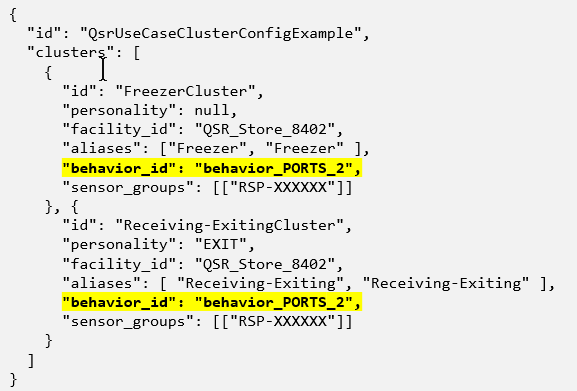 {
  "id": "QsrUseCaseClusterConfigExample",
  "clusters": [
    {
      "id": "FreezerCluster",
      "personality": null,
      "facility_id": "QSR_Store_8402",
      "aliases": ["Freezer", "Freezer" ],
      "behavior_id": "behavior_PORTS_2",
      "sensor_groups": [["RSP-XXXXXX"]]
    }, {
      "id": "Receiving-ExitingCluster",
      "personality": "EXIT",
      "facility_id": "QSR_Store_8402",
      "aliases": [ "Receiving-Exiting", "Receiving-Exiting" ],
      "behavior_id": "behavior_PORTS_2",
      "sensor_groups": [["RSP-XXXXXX"]]
    }
  ]
}